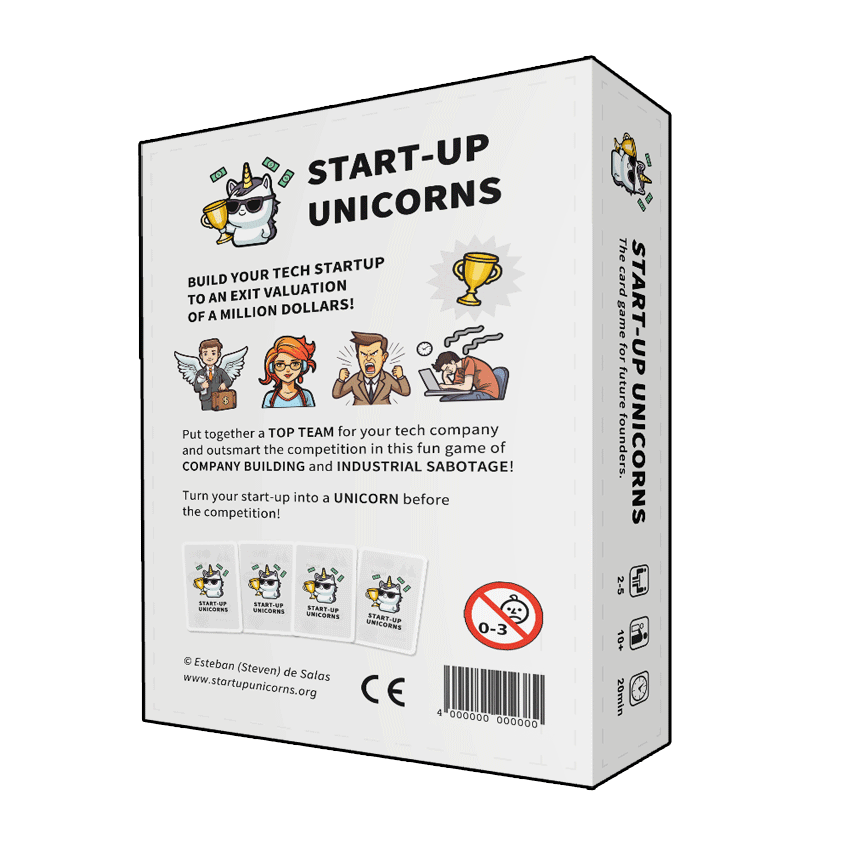 START-UP
UNICORNS
BUILD YOUR TECH STARTUP
TO AN EXIT VALUATION
OF A MILLION DOLLARS!
$
Put together a TOP TEAM for your tech company
and outsmart the competition in this fun game of
COMPANY BUILDING and INDUSTRIAL SABOTAGE!
Turn your start-up into a UNICORN before
the competition!
START-UP
UNICORNS
START-UP
UNICORNS
START-UP
UNICORNS
START-UP
UNICORNS
© Esteban (Steven) de Salas
www.startupunicorns.org
CE
0-3
4 000000 000000
START-UP UNICORNS
The card game for future founders.
2-5
10+
20min